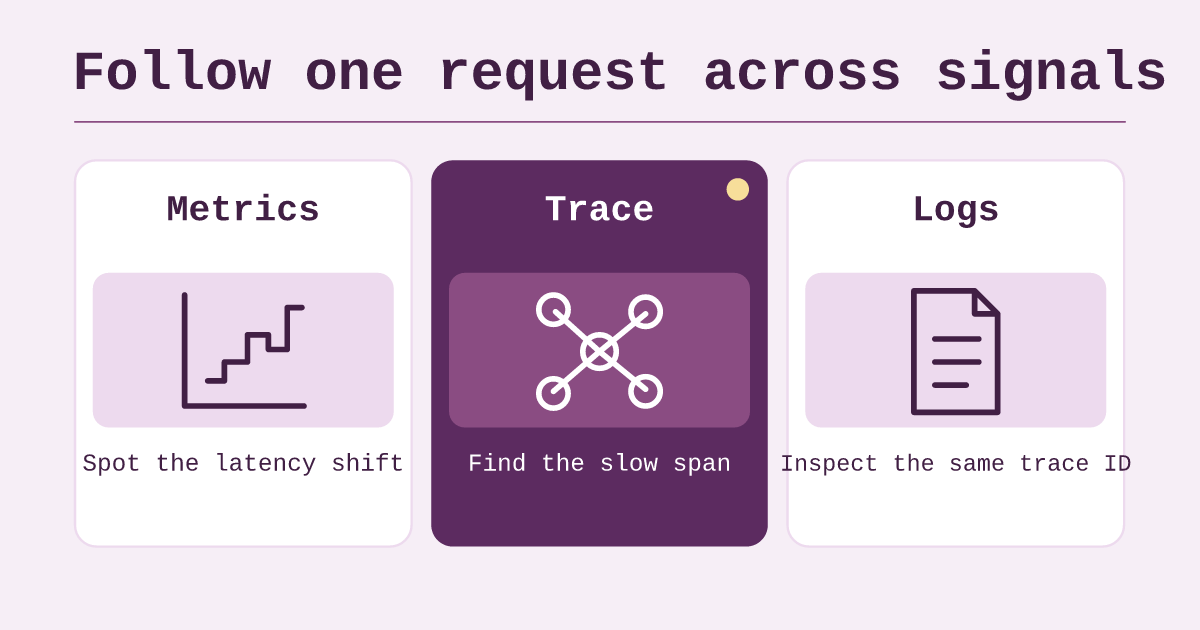 Follow one request across signals
Metrics
Trace
Logs
Spot the latency shift
Find the slow span
Inspect the same trace ID